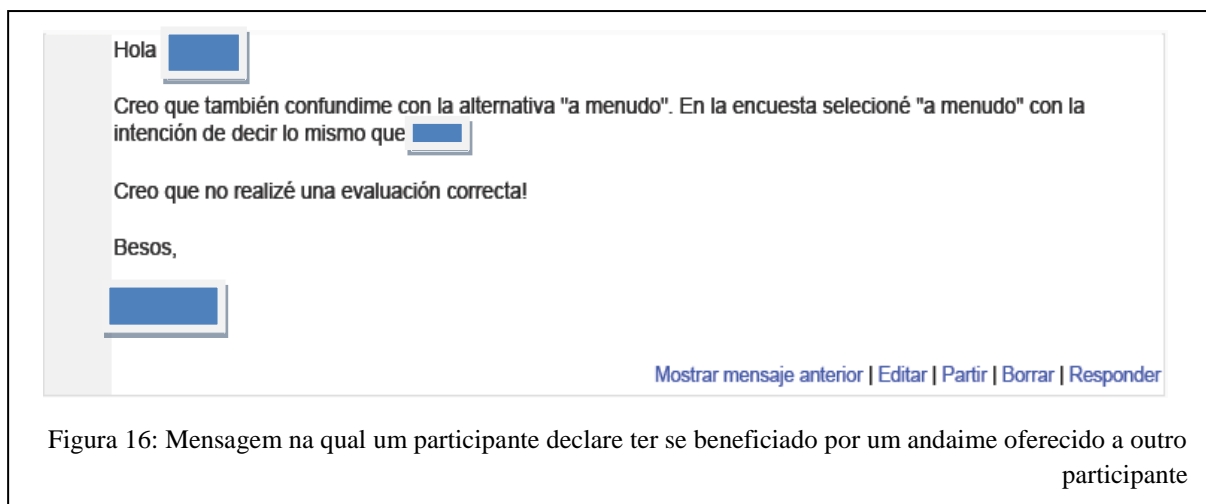 Hola
Creo que también confundime con la alternativa "a menudo". En la encuesta selecioné "a menudo" con la
intención de decir lo mismo que
Creo que no realizé una evaluación correcta!
Besos,
Mostrar mensaje anterior | Editar | Partir | Borrar | Responder
Figura 16: Mensagem na qual um participante declare ter se beneficiado por um andaime oferecido a outro
participante